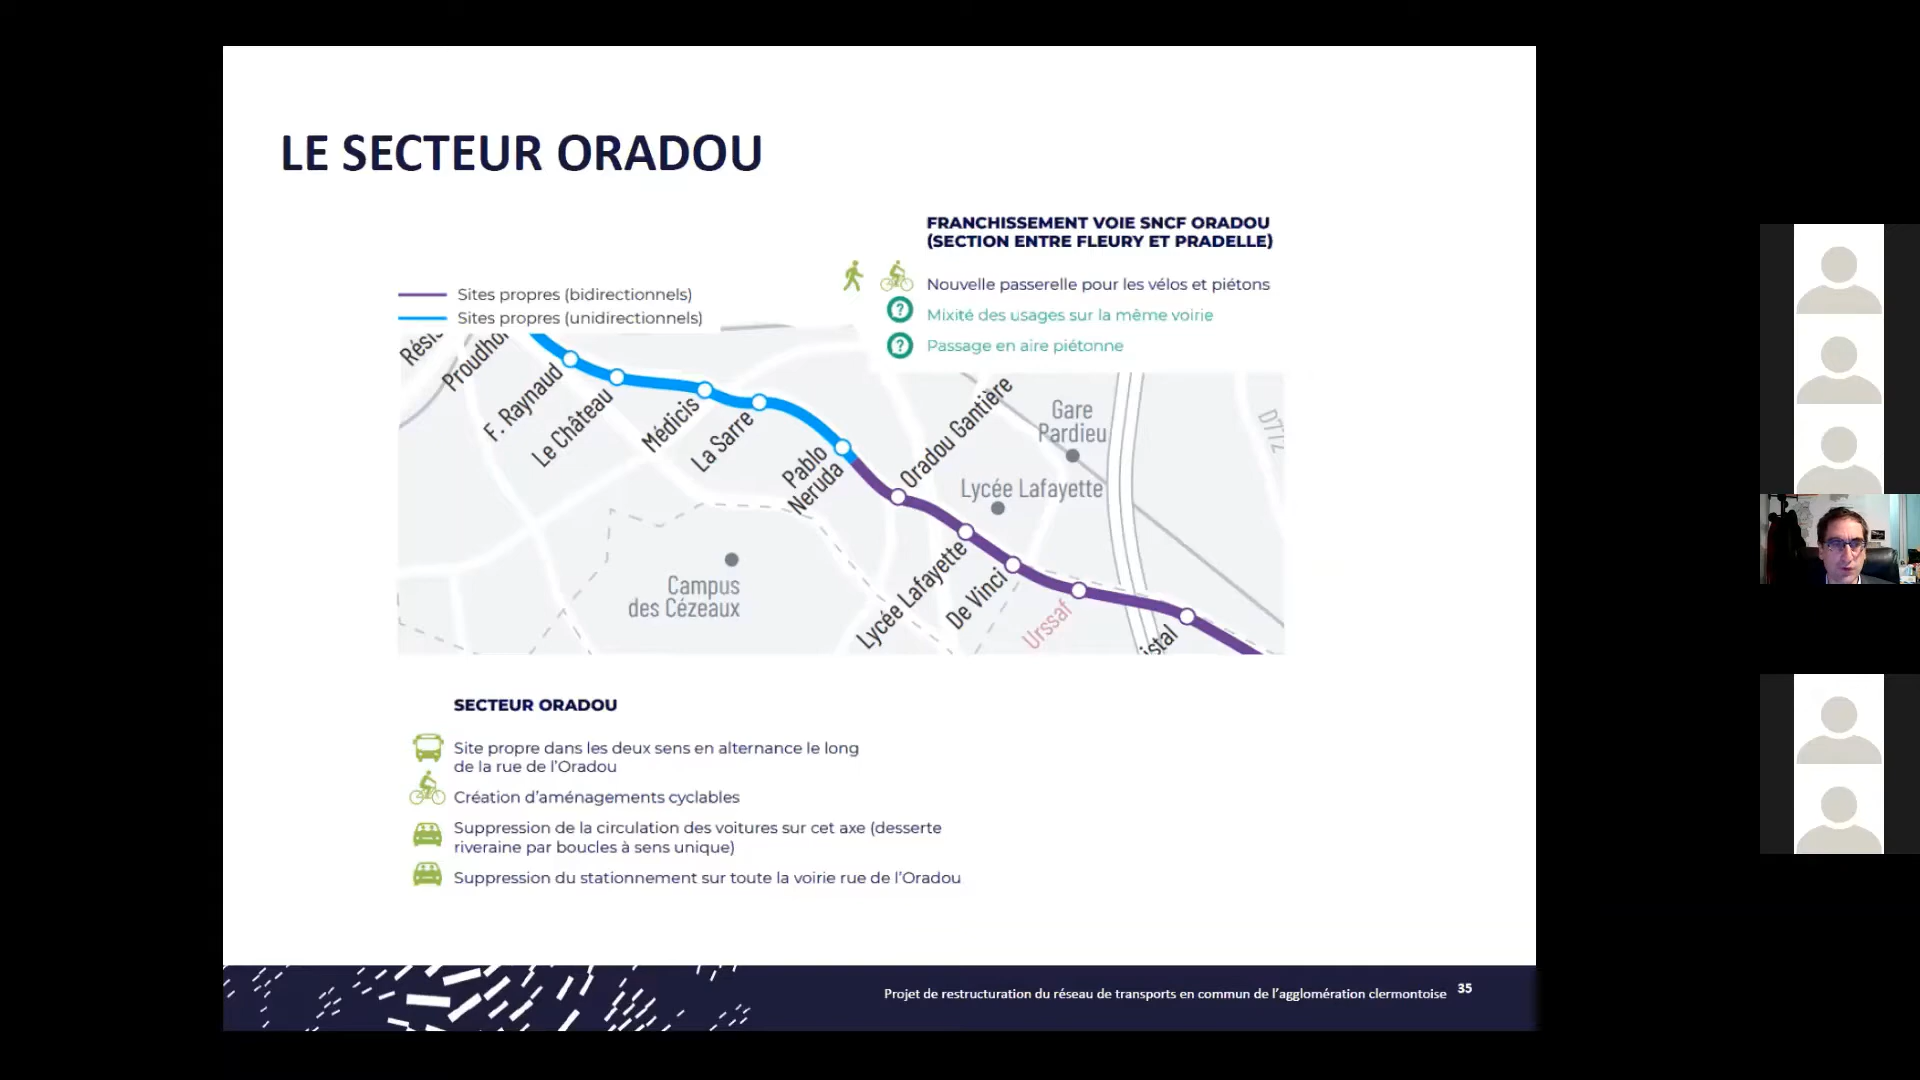 LE SECTEUR ORADOU
FRANCHISSEMENT VOIE SNCF ORADOU
(SECTION ENTRE FLEURY ET PRADELLE)
Nouvelle passerelle pour les vélos et piétons
Mixité des usages sur la même voirie
Passage en aire piétonne
Sites propres (bidirectionnels)
Sites propres (unidirectionnels)
F. Raynaud
Le Château
Médicis
La Sarre
Pablo
Neruda
Oradou Gantière
Gare
Pardieu
Lycée Lafayette
Campus
des Cézeaux
Lycée Lafayette
De Vinci
Urssaf
SECTEUR ORADOU
Site propre dans les deux sens en alternance le long
de la rue de l'Oradou
Création d'aménagements cyclables
Suppression de la circulation des voitures sur cet axe (desserte
riveraine par boucles à sens unique)
Suppression du stationnement sur toute la voirie rue de l'Oradou
Projet de restructuration du réseau de transports en commun de l'agglomération clermontoise 35